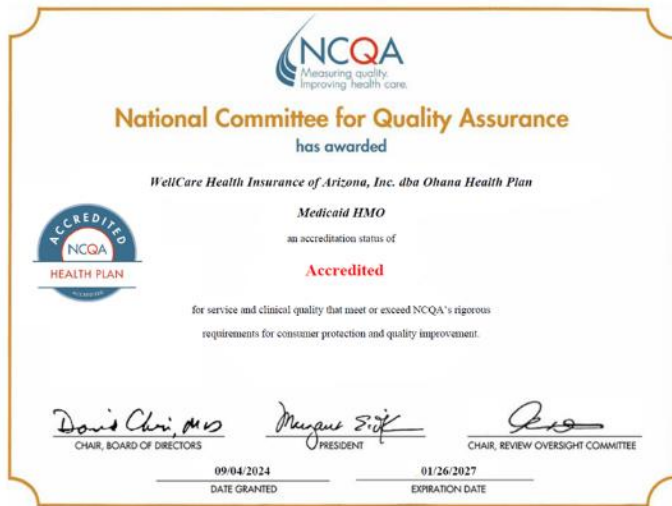 NCQA
Measuring quality.
Improving health care.
National Committee for Quality Assurance
has awarded
WellCare Health Insurance of Arizona, Inc. dba Ohana Health Plan
Medicaid HMO
an accreditation status of
Accredited
for service and clinical quality that meet or exceed NCQA's rigorous
requirements for consumer protection and quality improvement.
ACCREDITED
NCQA
HEALTH PLAN
CHAIR, BOARD OF DIRECTORS
PRESIDENT
CHAIR, REVIEW OVERSIGHT COMMITTEE
09/04/2024
DATE GRANTED
01/26/2027
EXPIRATION DATE